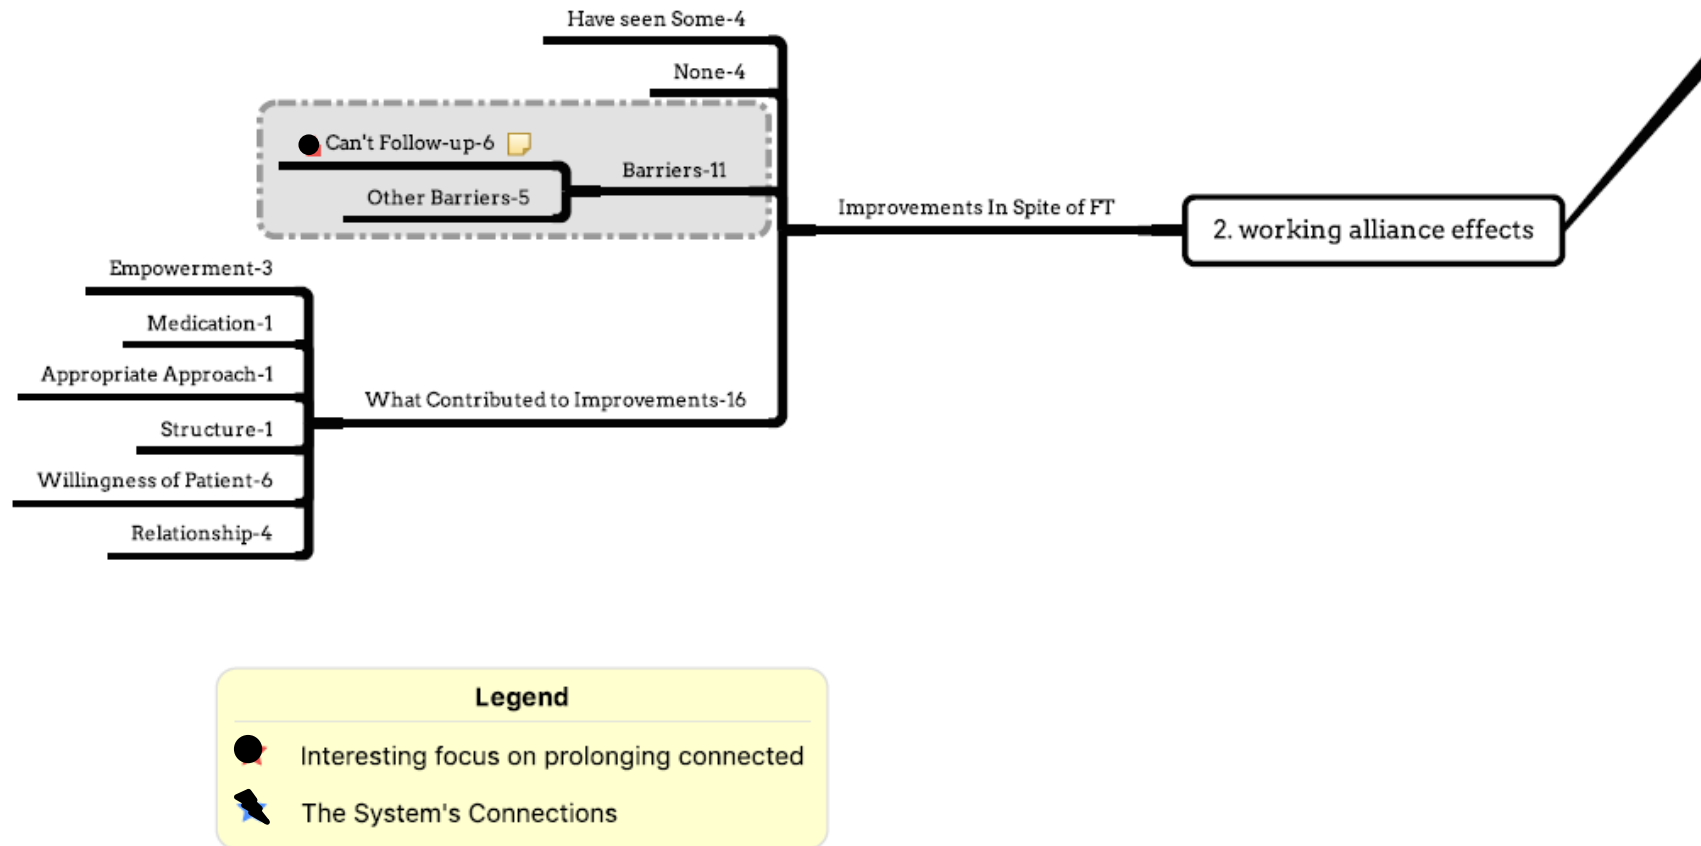 Have seen Some-4
None-4
Can't Follow-up-6
Barriers-11
Other Barriers-5
Improvements In Spite of FT
2. working alliance effects
Empowerment-3
Medication-1
Appropriate Approach-1
What Contributed to Improvements-16
Structure-1
Willingness of Patient-6
Relationship-4
Legend
Interesting focus on prolonging connected
The System's Connections